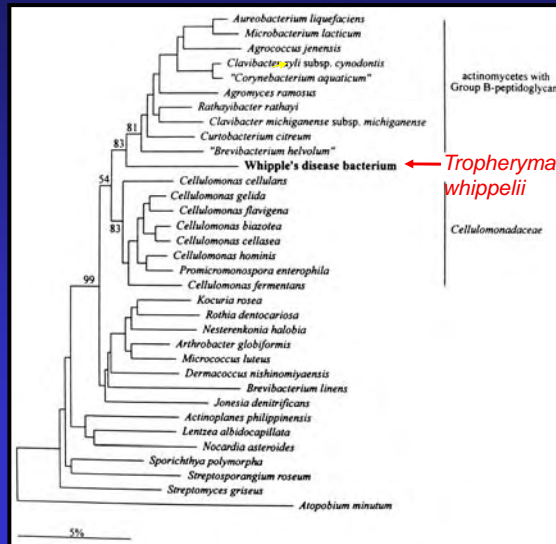 Aureobacterium liquefaciens
Microbacterium lacticum
Agrococcus jenensis
Clavibacter xyli subsp. cynodontis
"Corynebacterium aquaticum"
Agromyces ramosus
Rathayibacter rathayi
Clavibacter michiganense subsp. michiganense
Curtobacterium citreum
"Brevibacterium helvolum"
Whipple's disease bacterium
Cellulomonas cellulans
Cellulomonas gelida
Cellulomonas flavigena
Cellulomonas biazotea
Cellulomonas cellasea
Cellulomonas hominis
Promicromonospora enterophila
Cellulomonas fermentans
Kocuria rosea
Rothia dentocariosa
Nesterenkonia halobia
Arthrobacter globiformis
Micrococcus luteus
Dermacoccus nishinomiyaensis
Brevibacterium linens
Jonesia denitrificans
Actinoplanes philippinensis
Lentzea albidocapillata
Nocardia asteroides
Sporichthya polymorpha
Streptosporangium roseum
Streptomyces griseus
Atopobium minutum
81
83
54
83
99
5%
actinomycetes with
Group B-peptidoglycan
Tropheryma
whippelii
Cellulomonadaceae